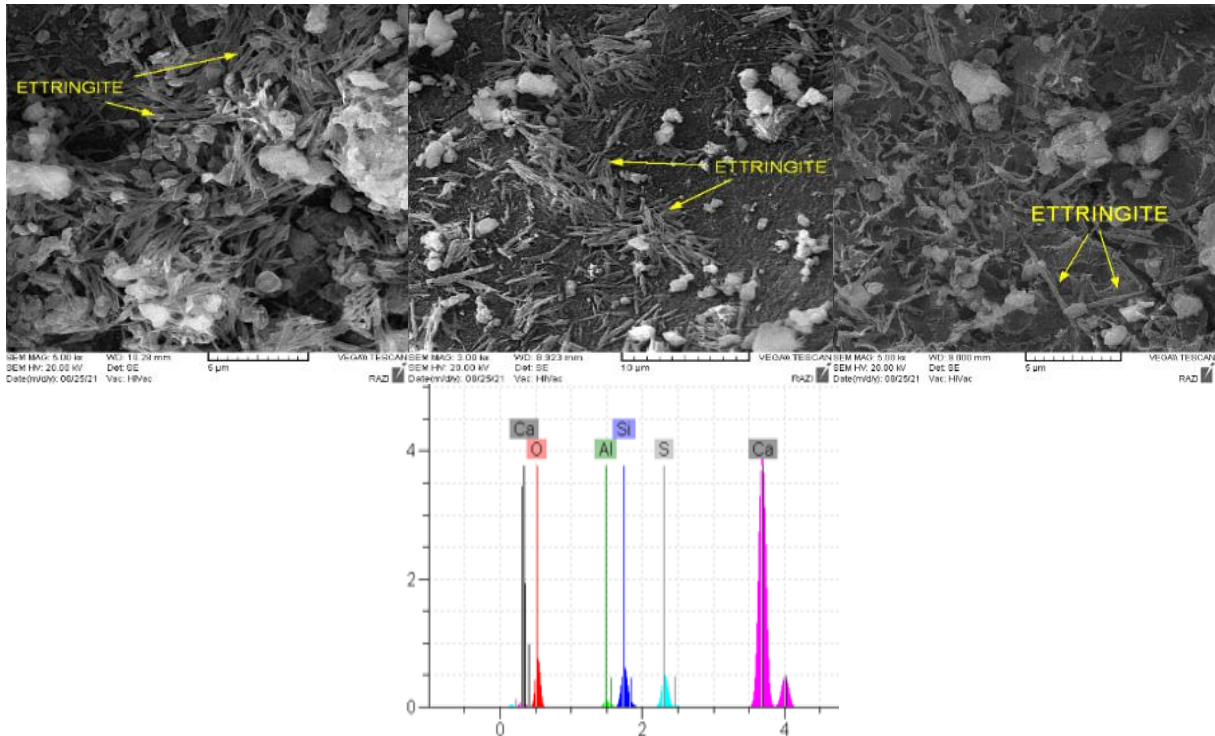 ETTRINGITE
ETTRINGITE
ETTRINGITE
SEM MAG: 5.00 kx WD: 18.28 mm VEGA\\ TESCAN
SEM HV: 20.00 kV Det: SE 5 µm
Date(m/d/y): 08/25/21 Vac: HiVac RAZI
SEM MAG: 3.00 kx WD: 8.923 mm VEGA\\ TESCAN
SEM HV: 20.00 kV Det: SE 10 µm
Date(m/d/y): 08/25/21 Vac: HiVac RAZI
SEM MAG: 5.00 kx WD: 8.800 mm VEGA\\ TESCAN
SEM HV: 20.00 kV Det: SE 5 µm
Date(m/d/y): 08/25/21 Vac: HiVac RAZI
Ca Si
O Al S Ca
4
2
0
0 2 4